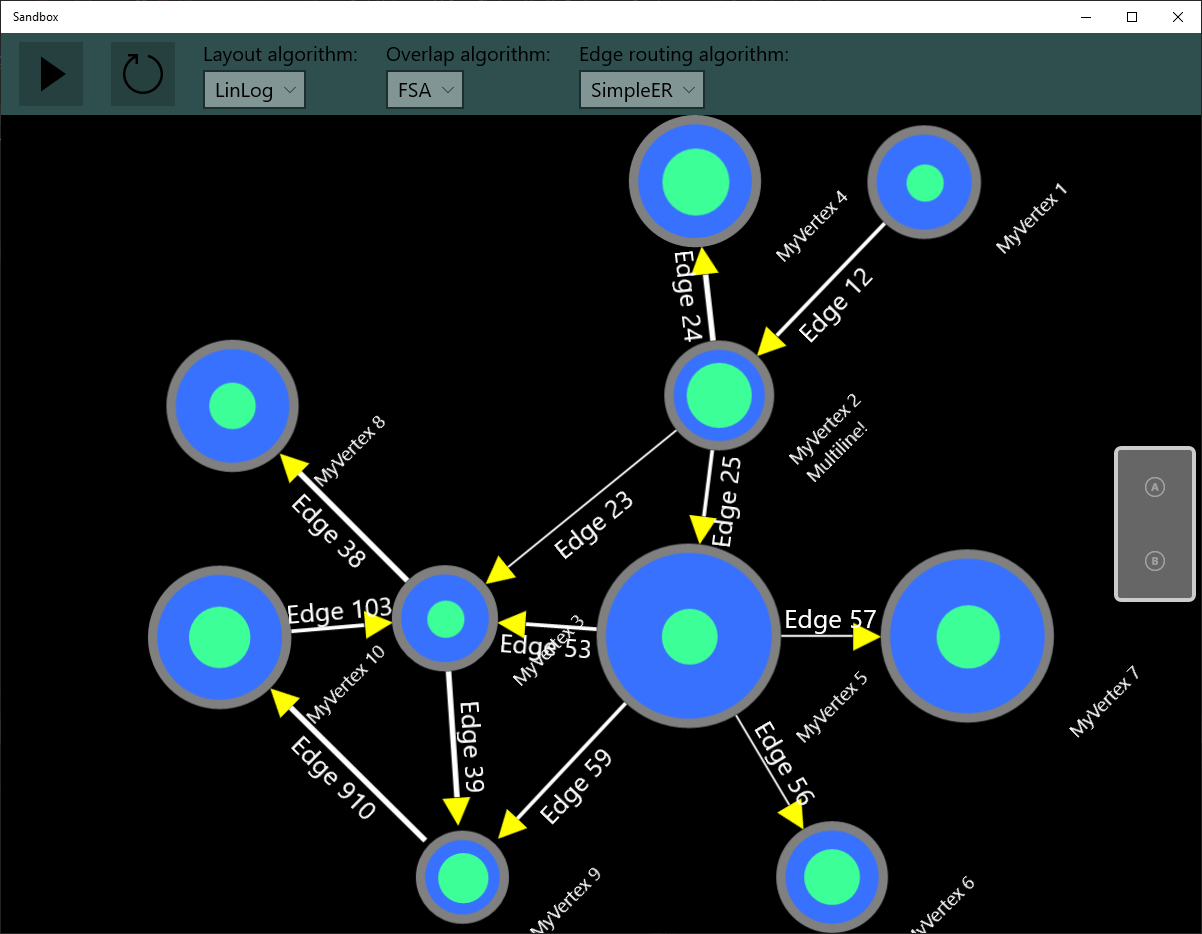 Sandbox
Layout algorithm:
Overlap algorithm:
Edge routing algorithm:
LinLog
FSA
SimpleER
MyVertex 4
MyVertex 1
Edge 24
Edge 12
MyVertex 2
Multiline!
MyVertex 8
Edge 25
A
Edge 38
Edge 23
B
Edge 103
Edge 57
Edge 53
MyVertex 3
MyVertex 10
MyVertex 5
MyVertex 7
Edge 39
Edge 56
Edge 910
Edge 59
MyVertex 9
MyVertex 6